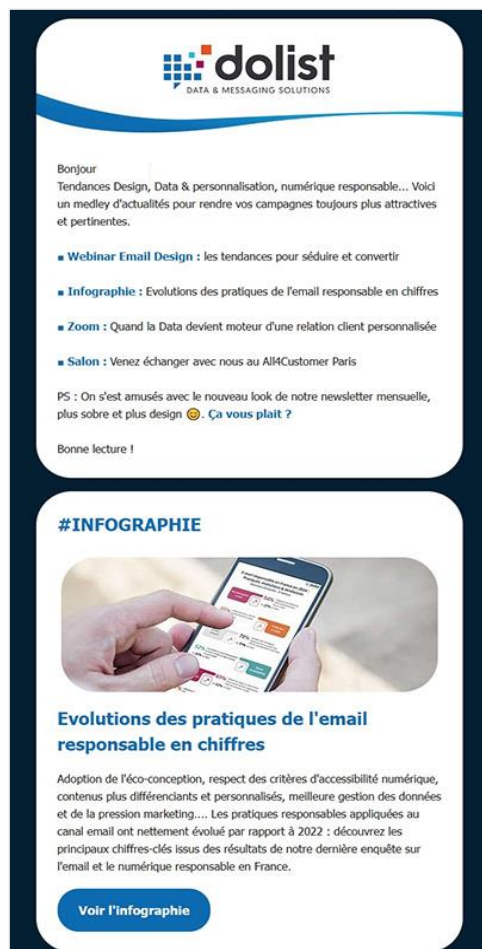 dolist
DATA & MESSAGING SOLUTIONS
Bonjour
Tendances Design, Data & personnalisation, numérique responsable... Voici
un medley d'actualités pour rendre vos campagnes toujours plus attractives
et pertinentes.
▪ Webinar Email Design : les tendances pour séduire et convertir
▪ Infographie : Evolutions des pratiques de l'email responsable en chiffres
▪ Zoom : Quand la Data devient moteur d'une relation client personnalisée
▪ Salon : Venez échanger avec nous au All4Customer Paris
PS : On s'est amusés avec le nouveau look de notre newsletter mensuelle,
plus sobre et plus design 😊. Ça vous plait ?
Bonne lecture !
#INFOGRAPHIE
Evolutions des pratiques de l'email
responsable en chiffres
Adoption de l'éco-conception, respect des critères d'accessibilité numérique,
contenus plus différenciants et personnalisés, meilleure gestion des données
et de la pression marketing.... Les pratiques responsables appliquées au
canal email ont nettement évolué par rapport à 2022 : découvrez les
principaux chiffres-clés issus des résultats de notre dernière enquête sur
l'email et le numérique responsable en France.
Voir l'infographie